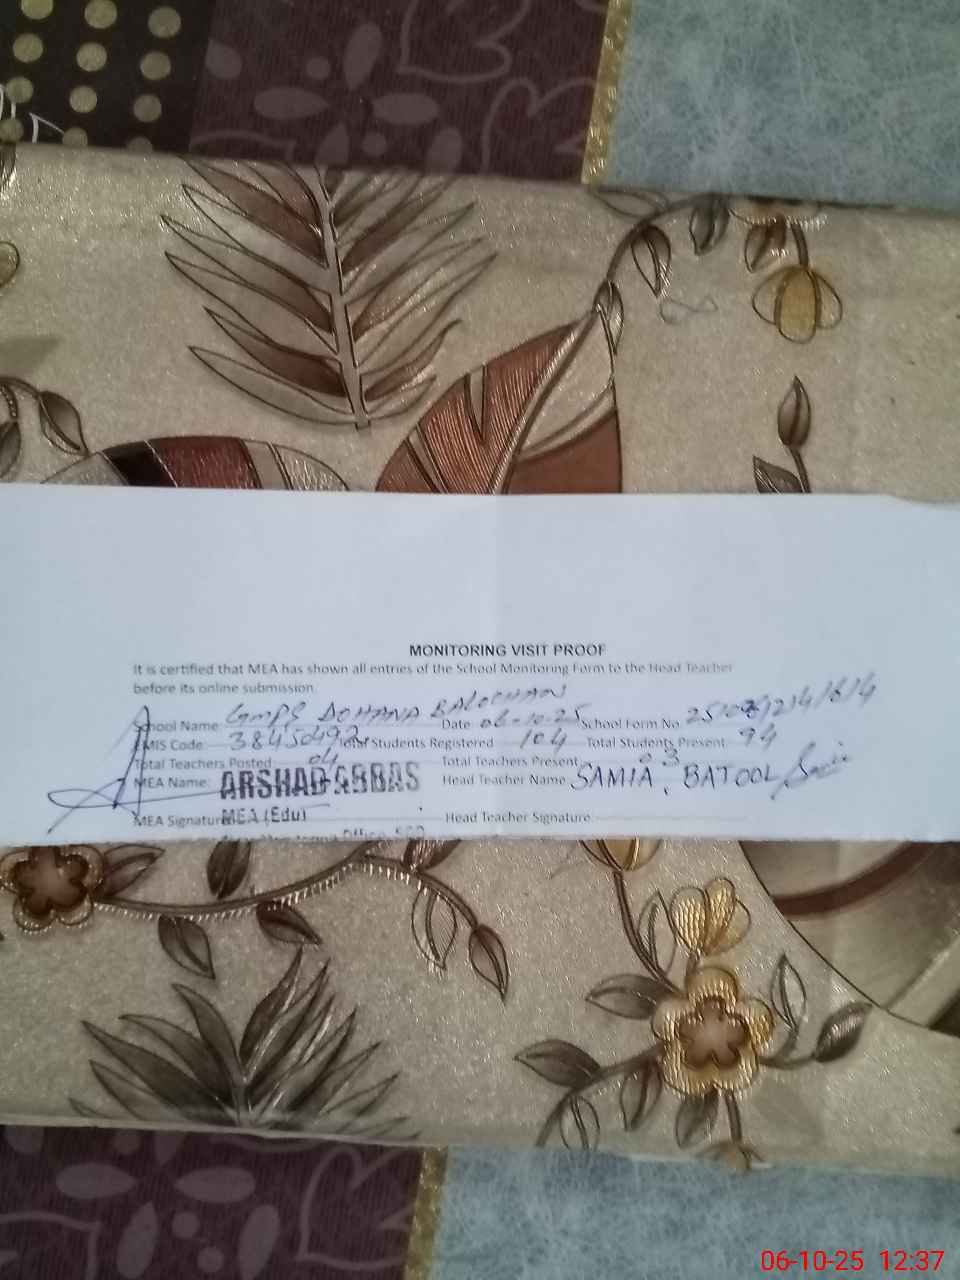 MONITORING VISIT PROOF
It is certified that MEA has shown all entries of the School Monitoring Form to the Head Teacher
before its online submission.
School Name: DOHANA BALOCHAN Date: 06-10-25 School Form No.
EMIS Code: Total Students Registered 104 Total Students Present 94
Total Teachers Posted: 04 Total Teachers Present 03
MEA Name: ARSHAD ABBAS Head Teacher Name SAMIA BATOOL
MEA Signature MEA (Edu) Head Teacher Signature
06-10-25 12:37